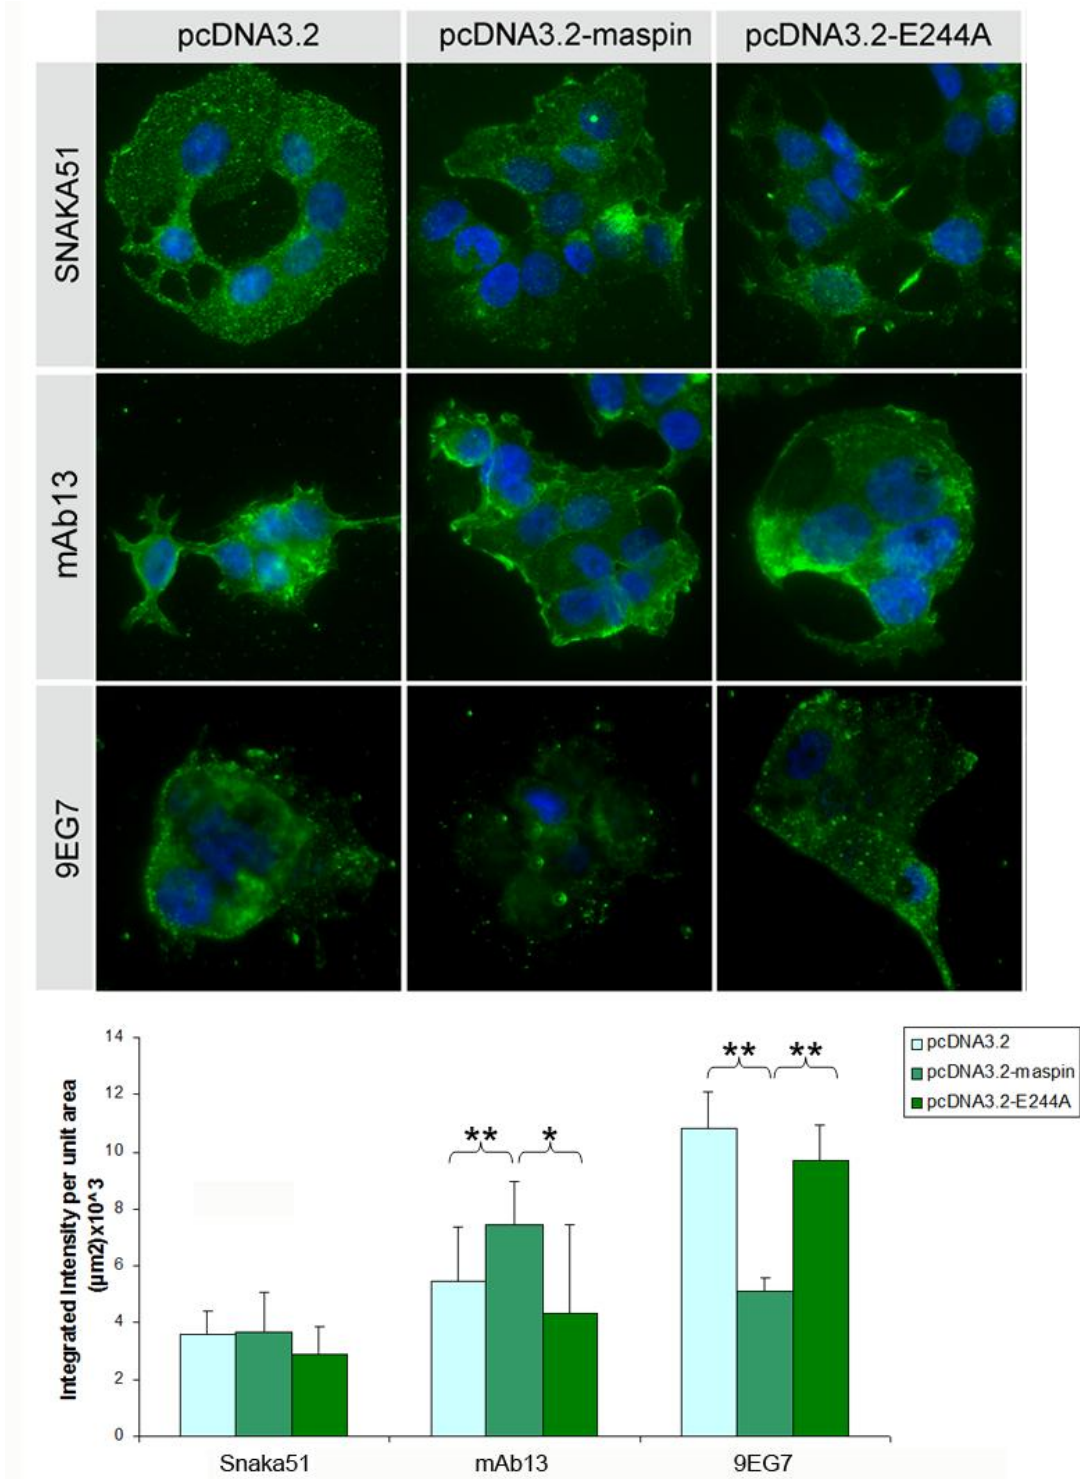 pcDNA3.2 pcDNA3.2-maspin pcDNA3.2-E244A
SNAKA51
mAb13
9EG7
14
12
10
8
6
4
2
0
Integrated Intensity per unit area
(µm2)x10^3
** *
** **
Snaka51 mAb13 9EG7
pcDNA3.2
pcDNA3.2-maspin
pcDNA3.2-E244A